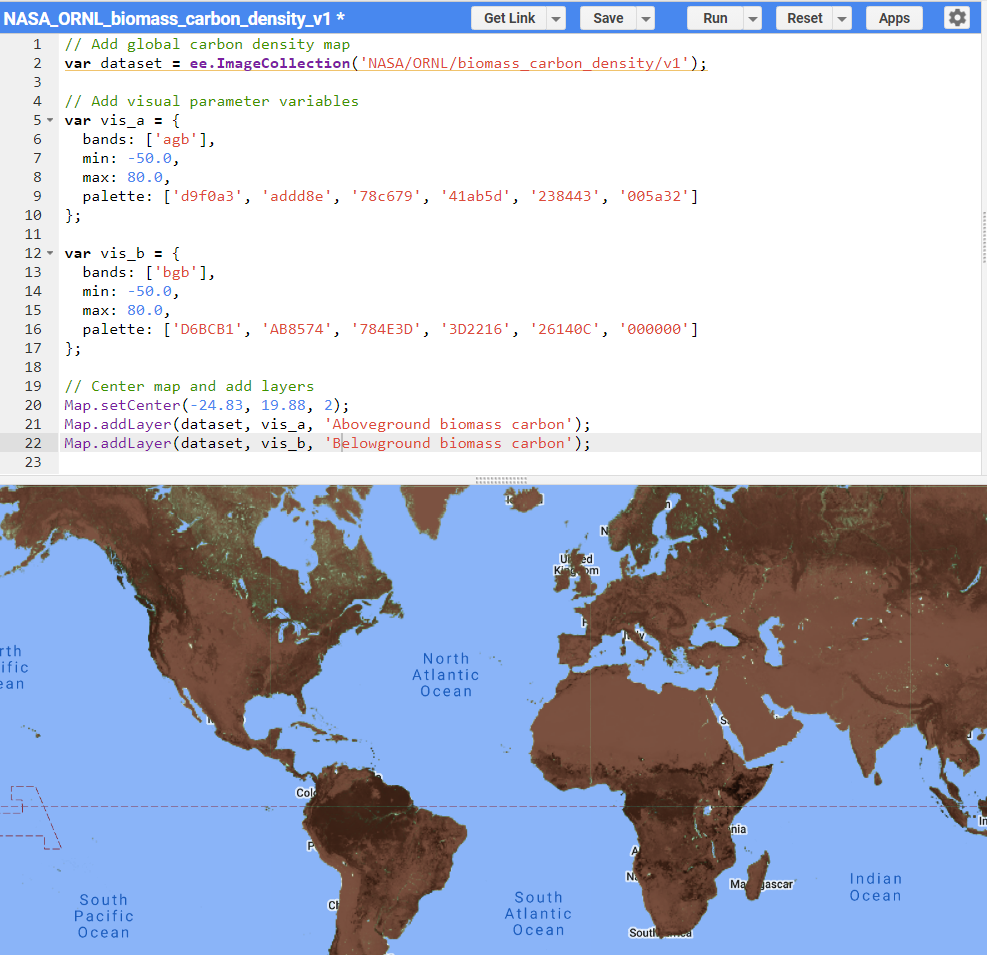 NASA_ORNL_biomass_carbon_density_v1 *
Get Link
Save
Run
Reset
Apps
1 // Add global carbon density map
2 var dataset = ee.ImageCollection('NASA/ORNL/biomass_carbon_density/v1');
3
4 // Add visual parameter variables
5 var vis_a = {
6 bands: ['agb'],
7 min: -50.0,
8 max: 80.0,
9 palette: ['d9f0a3', 'addd8e', '78c679', '41ab5d', '238443', '005a32']
10 };
11
12 var vis_b = {
13 bands: ['bgb'],
14 min: -50.0,
15 max: 80.0,
16 palette: ['D6BCB1', 'AB8574', '784E3D', '3D2216', '26140C', '000000']
17 };
18
19 // Center map and add layers
20 Map.setCenter(-24.83, 19.88, 2);
21 Map.addLayer(dataset, vis_a, 'Aboveground biomass carbon');
22 Map.addLayer(dataset, vis_b, 'Belowground biomass carbon');
23
United
Kingdom
Italy
rth
ific
ean
North
Atlantic
Ocean
Col
nia
Madagascar
Indian
Ocean
South
Pacific
Ocean
Ch
South
Atlantic
Ocean
South Africa